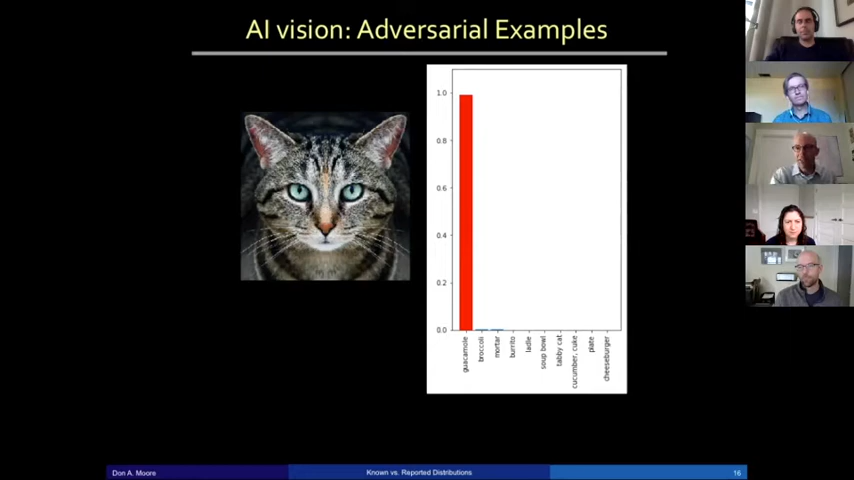 AI vision: Adversarial Examples
1.0
0.8
0.6
0.4
0.2
0.0
guacamole
broccoli
mortar
burrito
ladle
soup bowl
tabby cat
cucumber, cuke
plate
cheeseburger
Don A. Moore
Known vs. Reported Distributions
16